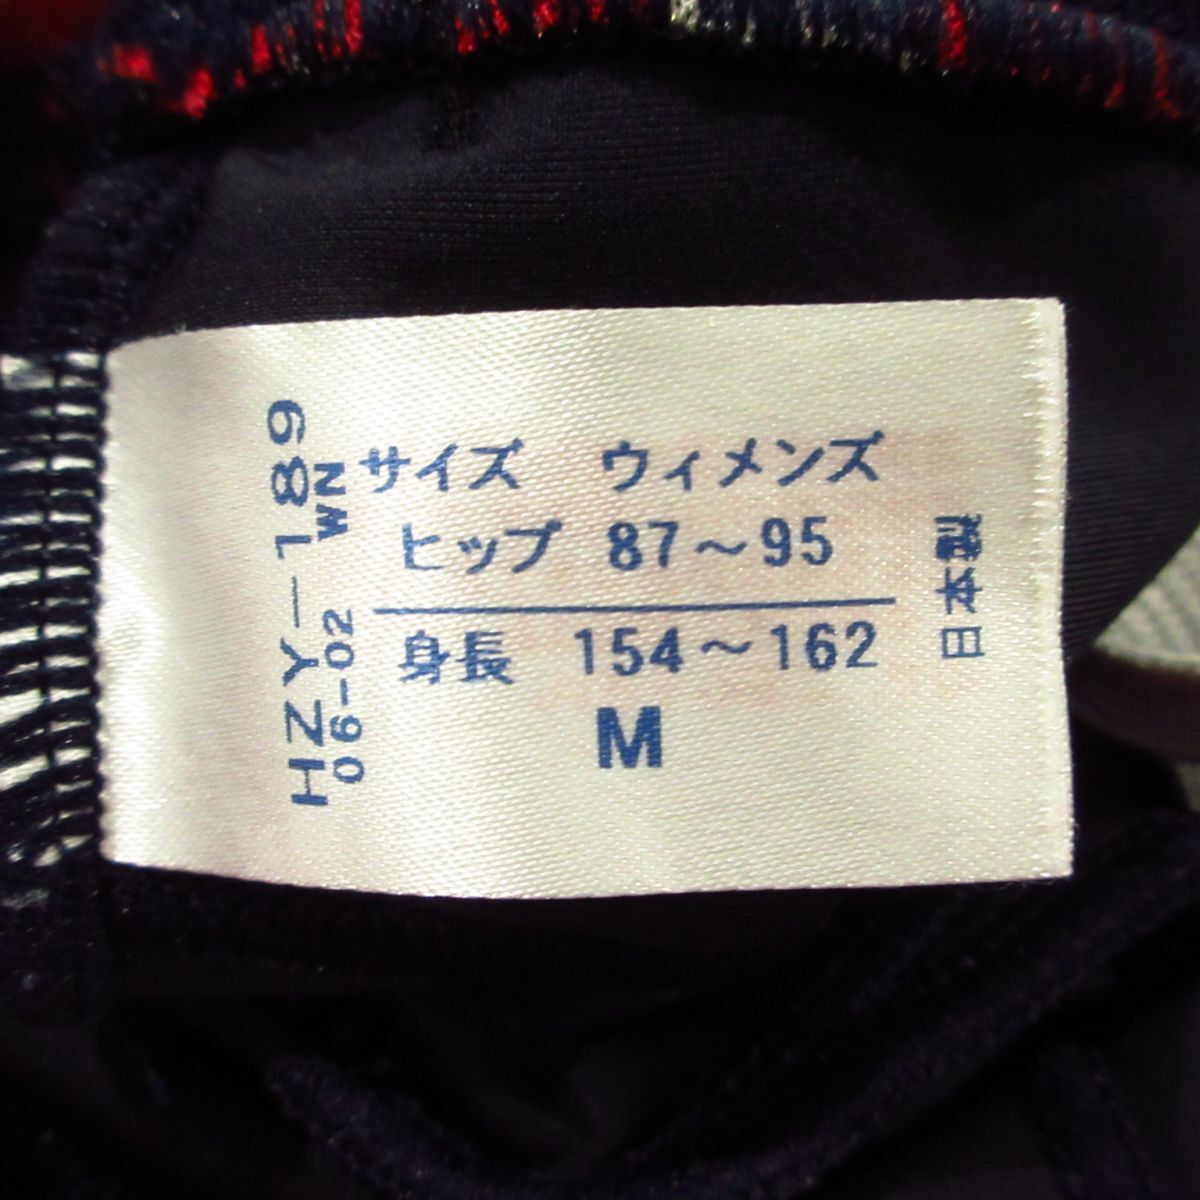 サイズ ウィメンズ
ヒップ 87～95
身長 154～162
M
HZY-189
06-02 WN
日本製